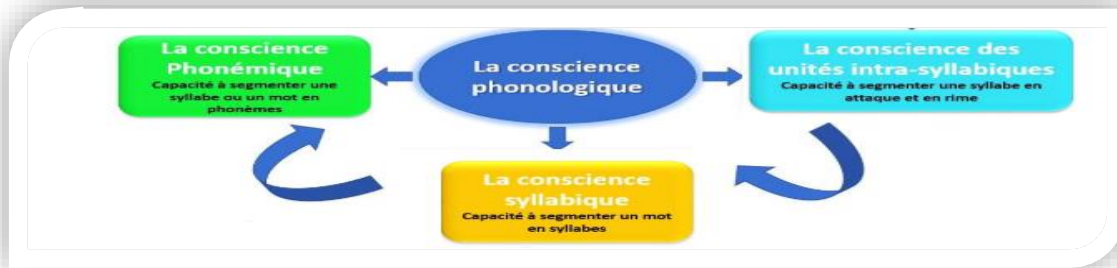 La conscience
Phonémique
Capacité à segmenter une
syllabe ou un mot en
phonèmes
La conscience
phonologique
La conscience des
unités intra-syllabiques
Capacité à segmenter une syllabe en
attaque et en rime
La conscience
syllabique
Capacité à segmenter un mot
en syllabes